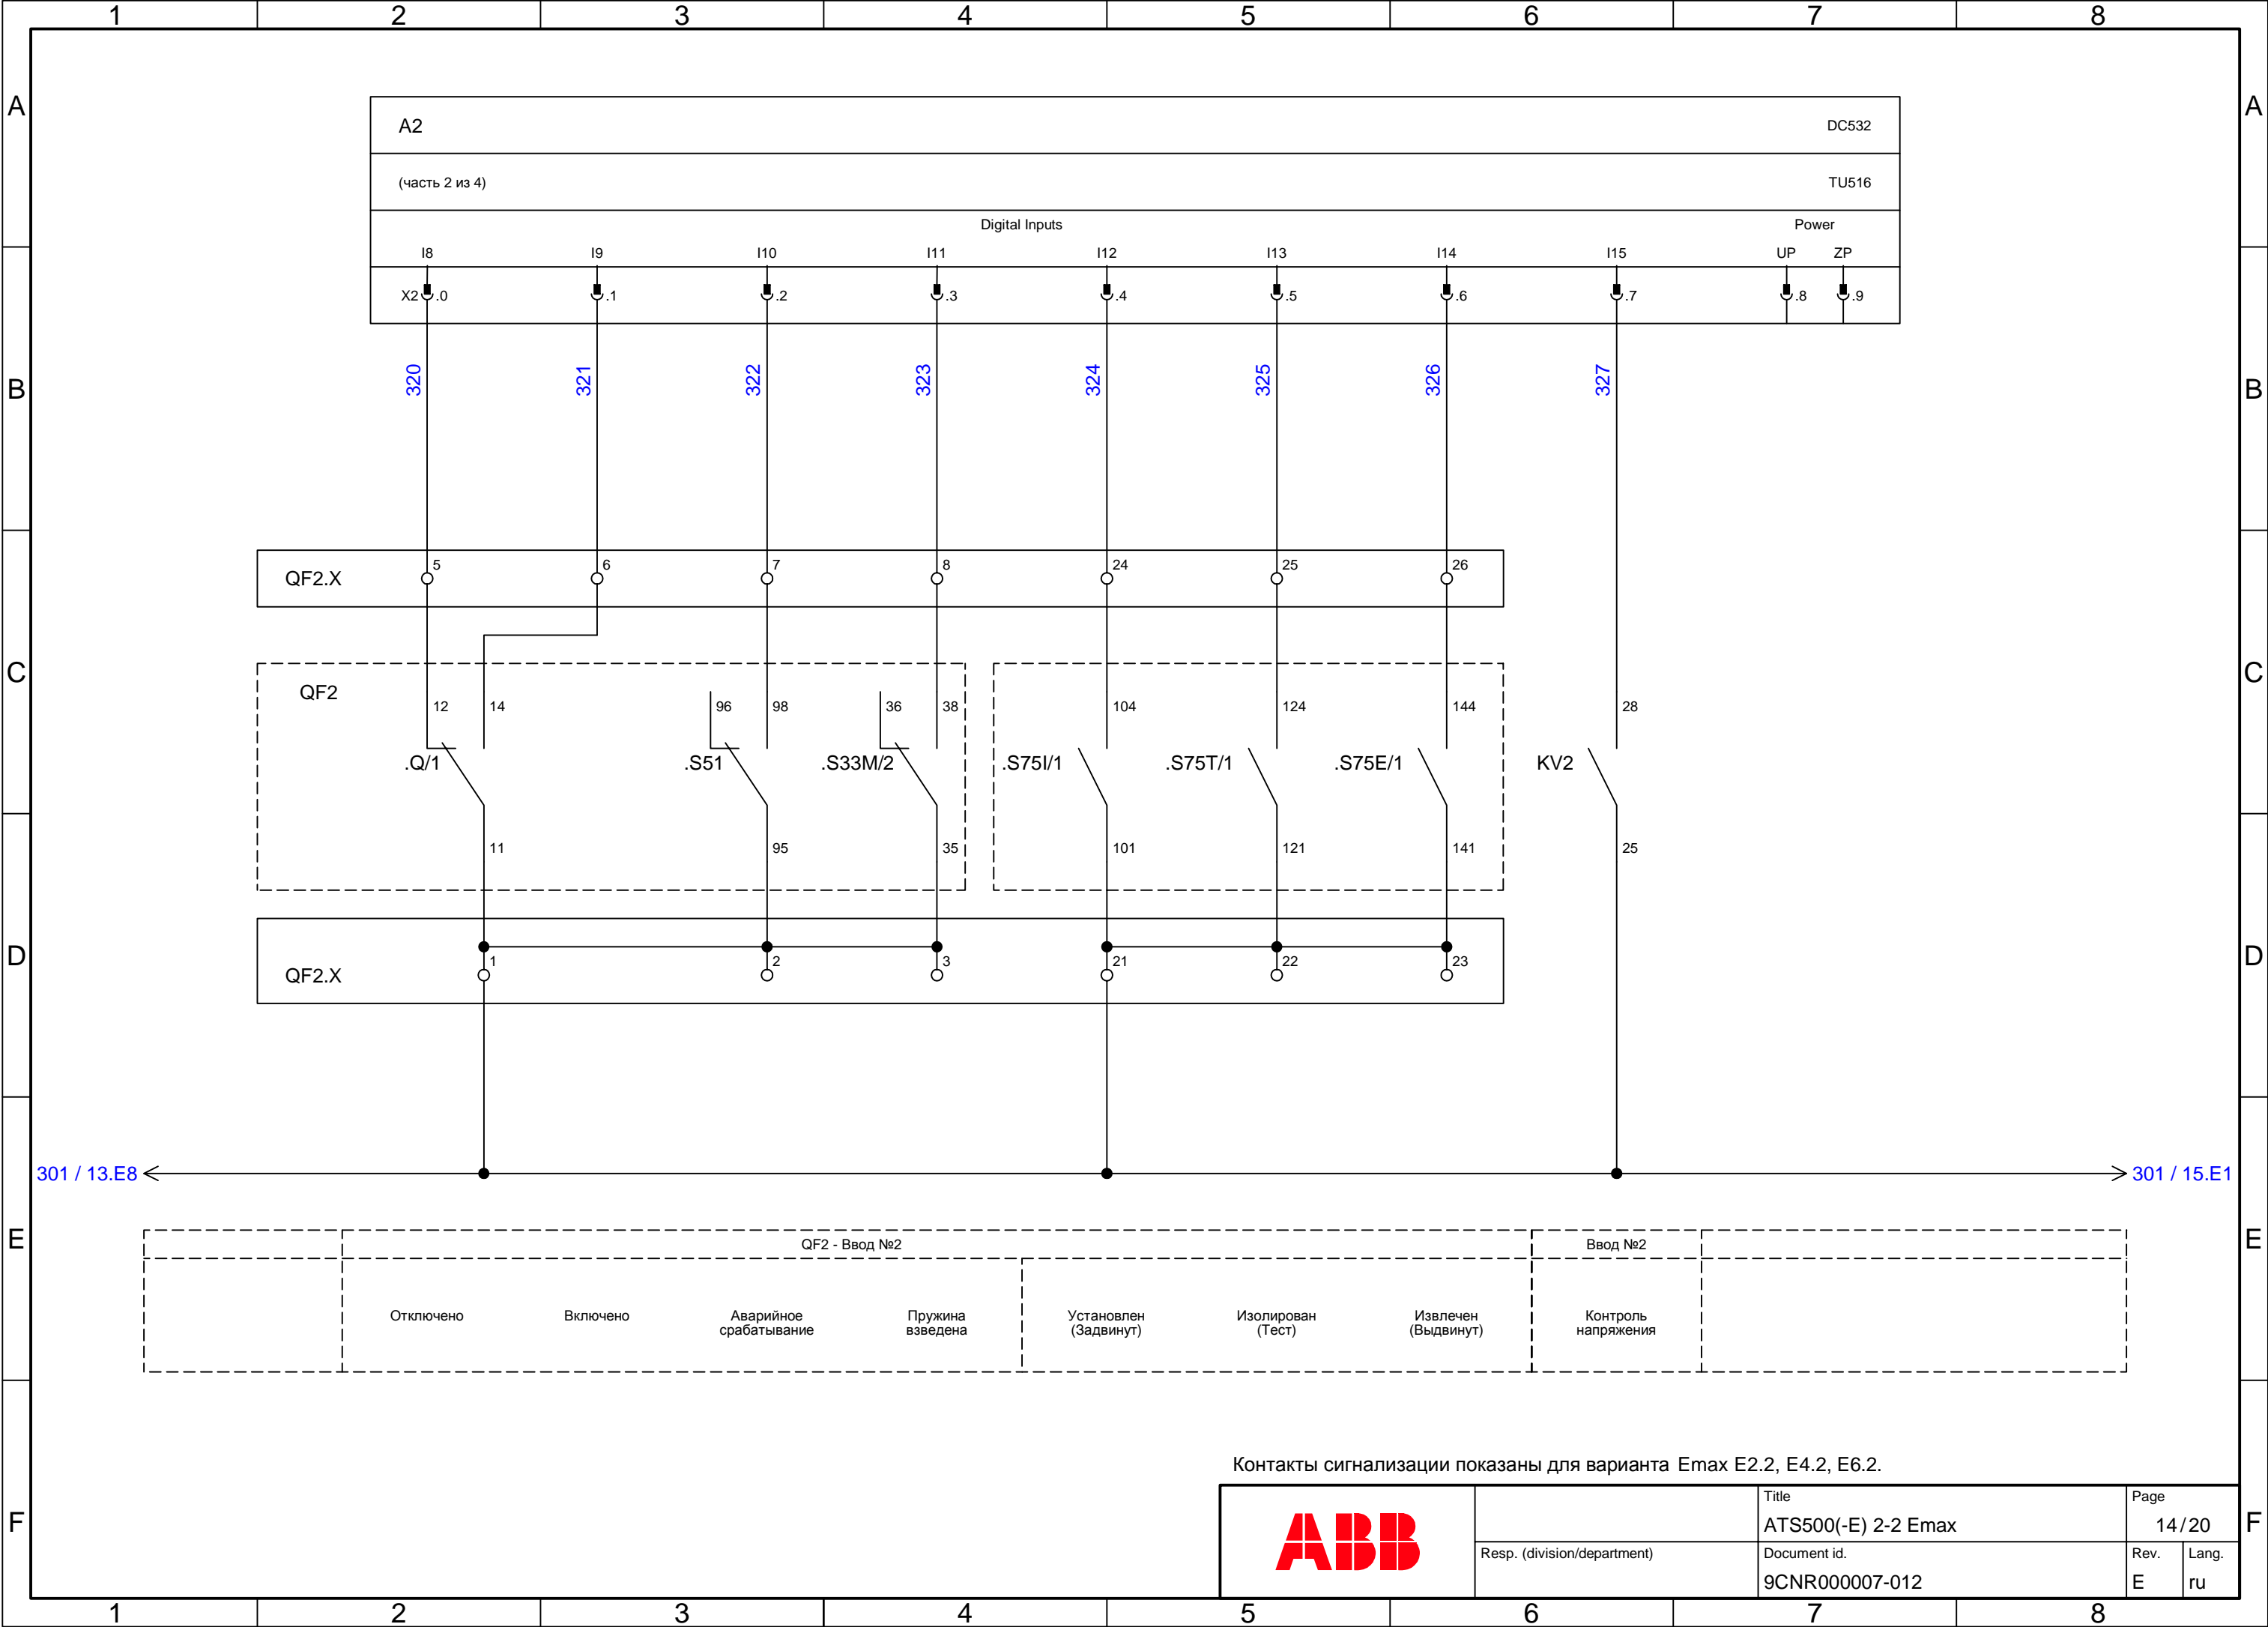 1 2 3 4 5 6 7 8
A A
A2 DC532
(часть 2 из 4) TU516
Digital Inputs Power
I8 I9 I10 I11 I12 I13 I14 I15 UP ZP
X2 .0 .1 .2 .3 .4 .5 .6 .7 .8 .9
320 321 322 323 324 325 326 327
B B
QF2.X 5 6 7 8 24 25 26
C C
QF2 12 14 96 98 36 38 104 124 144 28
.Q/1 .S51 .S33M/2 .S75I/1 .S75T/1 .S75E/1 KV2
11 95 35 101 121 141 25
D D
QF2.X 1 2 3 21 22 23
301 / 13.E8 301 / 15.E1
E E
QF2 - Ввод №2 Ввод №2
Отключено Включено Аварийное срабатывание Пружина взведена Установлен (Задвинут) Изолирован (Тест) Извлечен (Выдвинут) Контроль напряжения
Контакты сигнализации показаны для варианта Emax E2.2, E4.2, E6.2.
F F
ABB
Title
ATS500(-E) 2-2 Emax
Page
14/20
Resp. (division/department)
Document id.
9CNR000007-012
Rev. Lang.
E ru
1 2 3 4 5 6 7 8